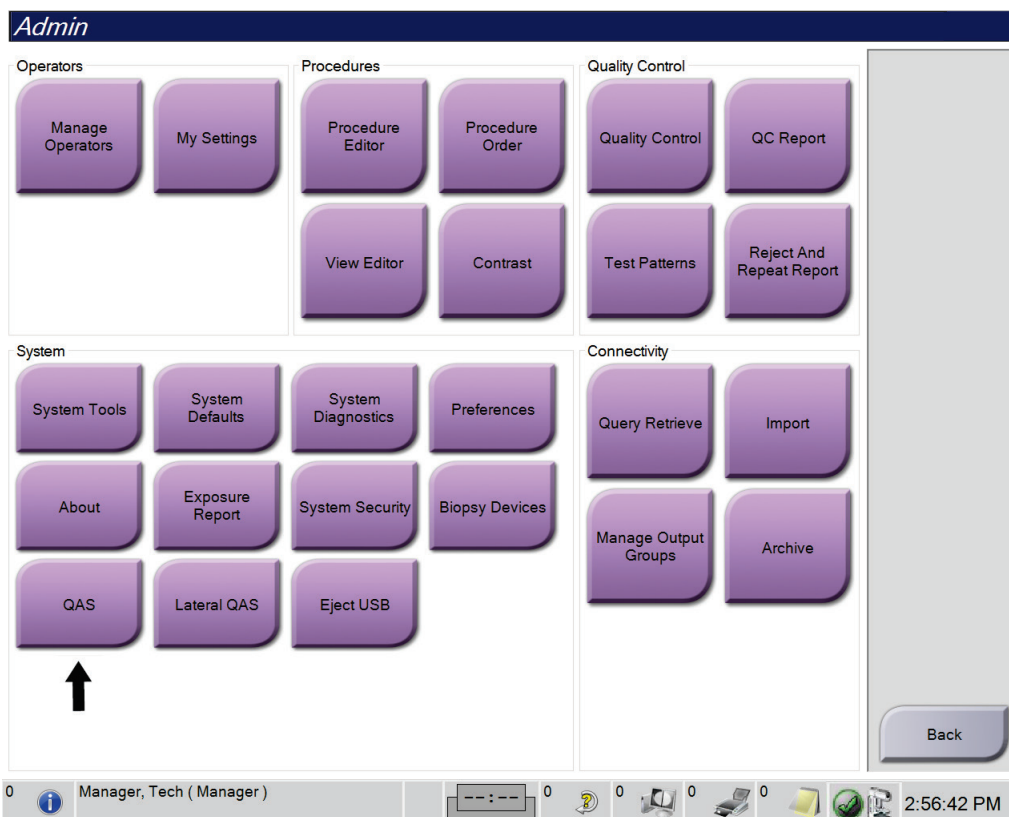 Admin
Operators
Manage
Operators
My Settings
Procedures
Procedure
Editor
Procedure
Order
View Editor
Contrast
Quality Control
Quality Control
QC Report
Test Patterns
Reject And
Repeat Report
System
System Tools
System
Defaults
System
Diagnostics
Preferences
About
Exposure
Report
System Security
Biopsy Devices
QAS
Lateral QAS
Eject USB
Connectivity
Query Retrieve
Import
Manage Output
Groups
Archive
Back
0 Manager, Tech ( Manager ) --:-- 0 0 0 0 2:56:42 PM